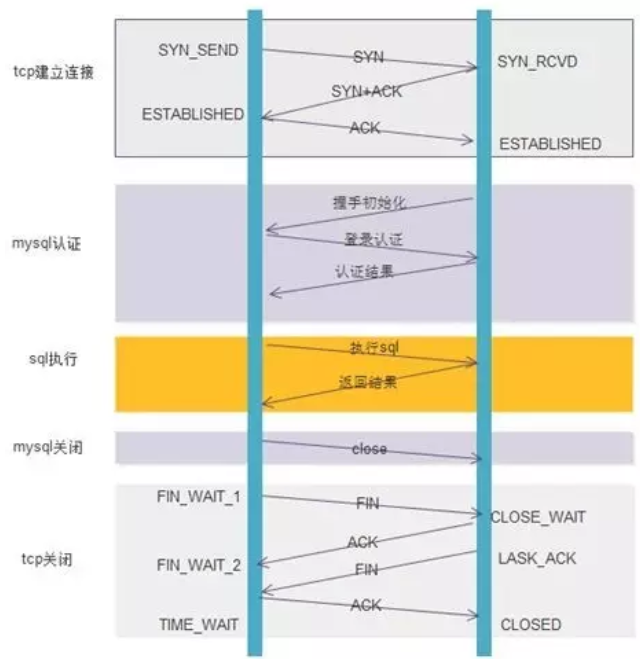 SYN_SEND
SYN
SYN_RCVD
tcp建立连接
SYN+ACK
ESTABLISHED
ACK
ESTABLISHED
握手初始化
mysql认证
登录认证
认证结果
执行sql
sql执行
返回结果
mysql关闭
close
FIN_WAIT_1
FIN
CLOSE_WAIT
ACK
LASK_ACK
tcp关闭
FIN_WAIT_2
FIN
ACK
TIME_WAIT
CLOSED